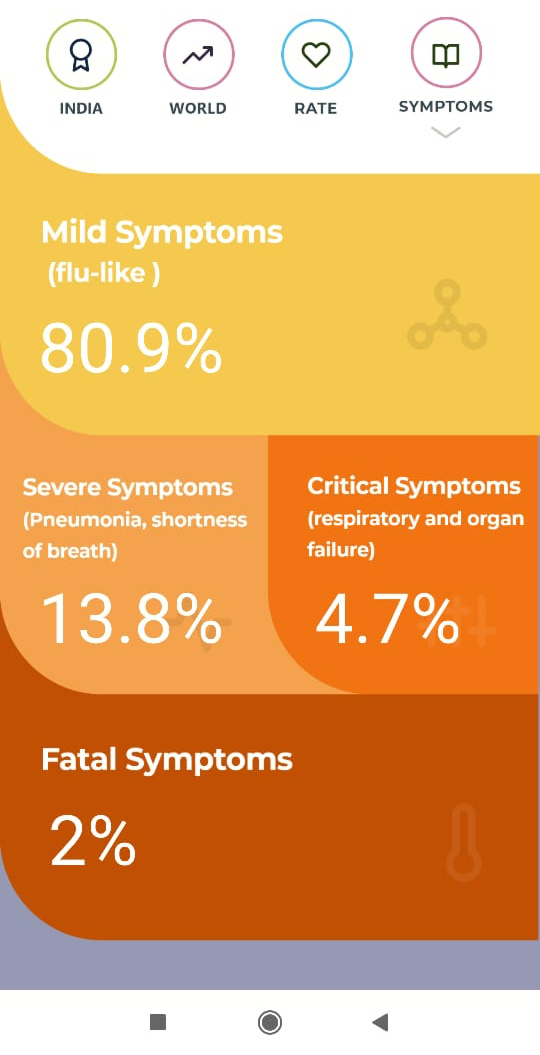 INDIA WORLD RATE SYMPTOMS
Mild Symptoms
(flu-like )
80.9%
Severe Symptoms
(Pneumonia, shortness
of breath)
13.8%
Critical Symptoms
(respiratory and organ
failure)
4.7%
Fatal Symptoms
2%